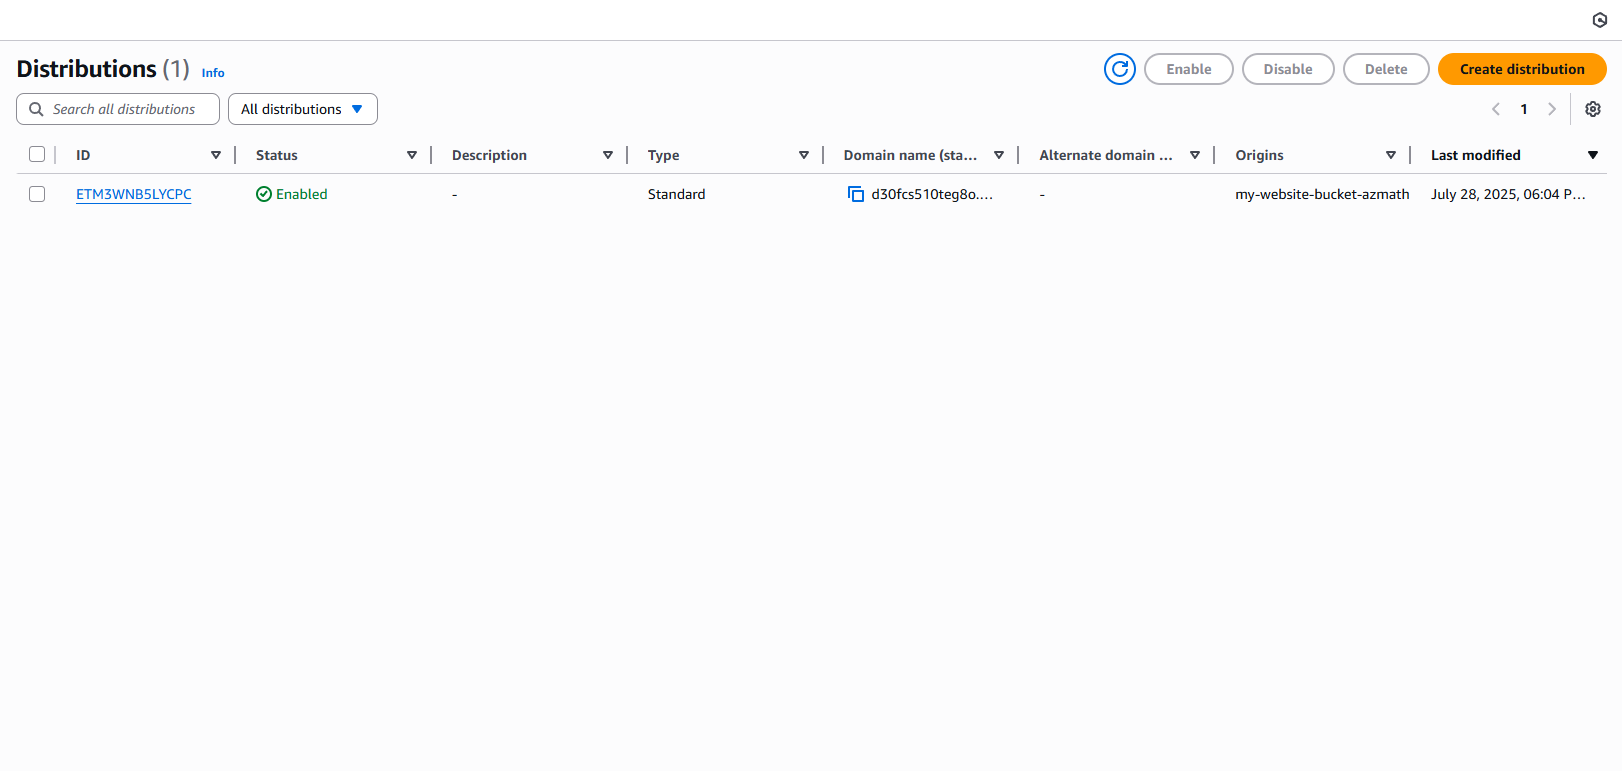 Distributions (1) Info
Enable Disable Delete Create distribution
Search all distributions All distributions 1
ID Status Description Type Domain name (sta... Alternate domain ... Origins Last modified
ETM3WNB5LYCPC Enabled - Standard d30fcs510teg8o.... - my-website-bucket-azmath July 28, 2025, 06:04 P...